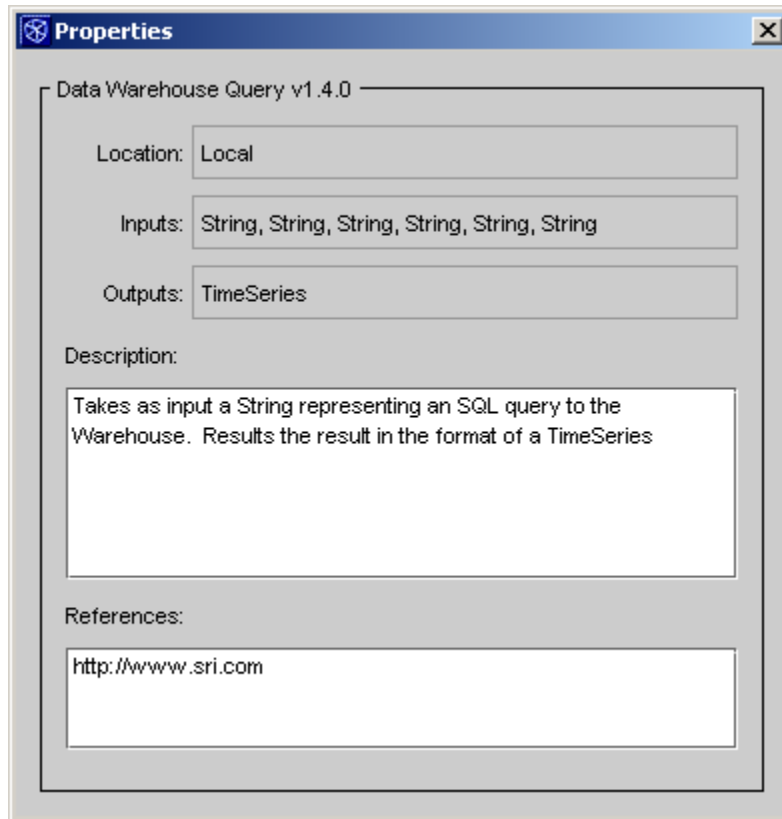 Properties
Data Warehouse Query v1.4.0
Location: Local
Inputs: String, String, String, String, String, String
Outputs: TimeSeries
Description:
Takes as input a String representing an SQL query to the
Warehouse.  Results the result in the format of a TimeSeries
References:
http://www.sri.com